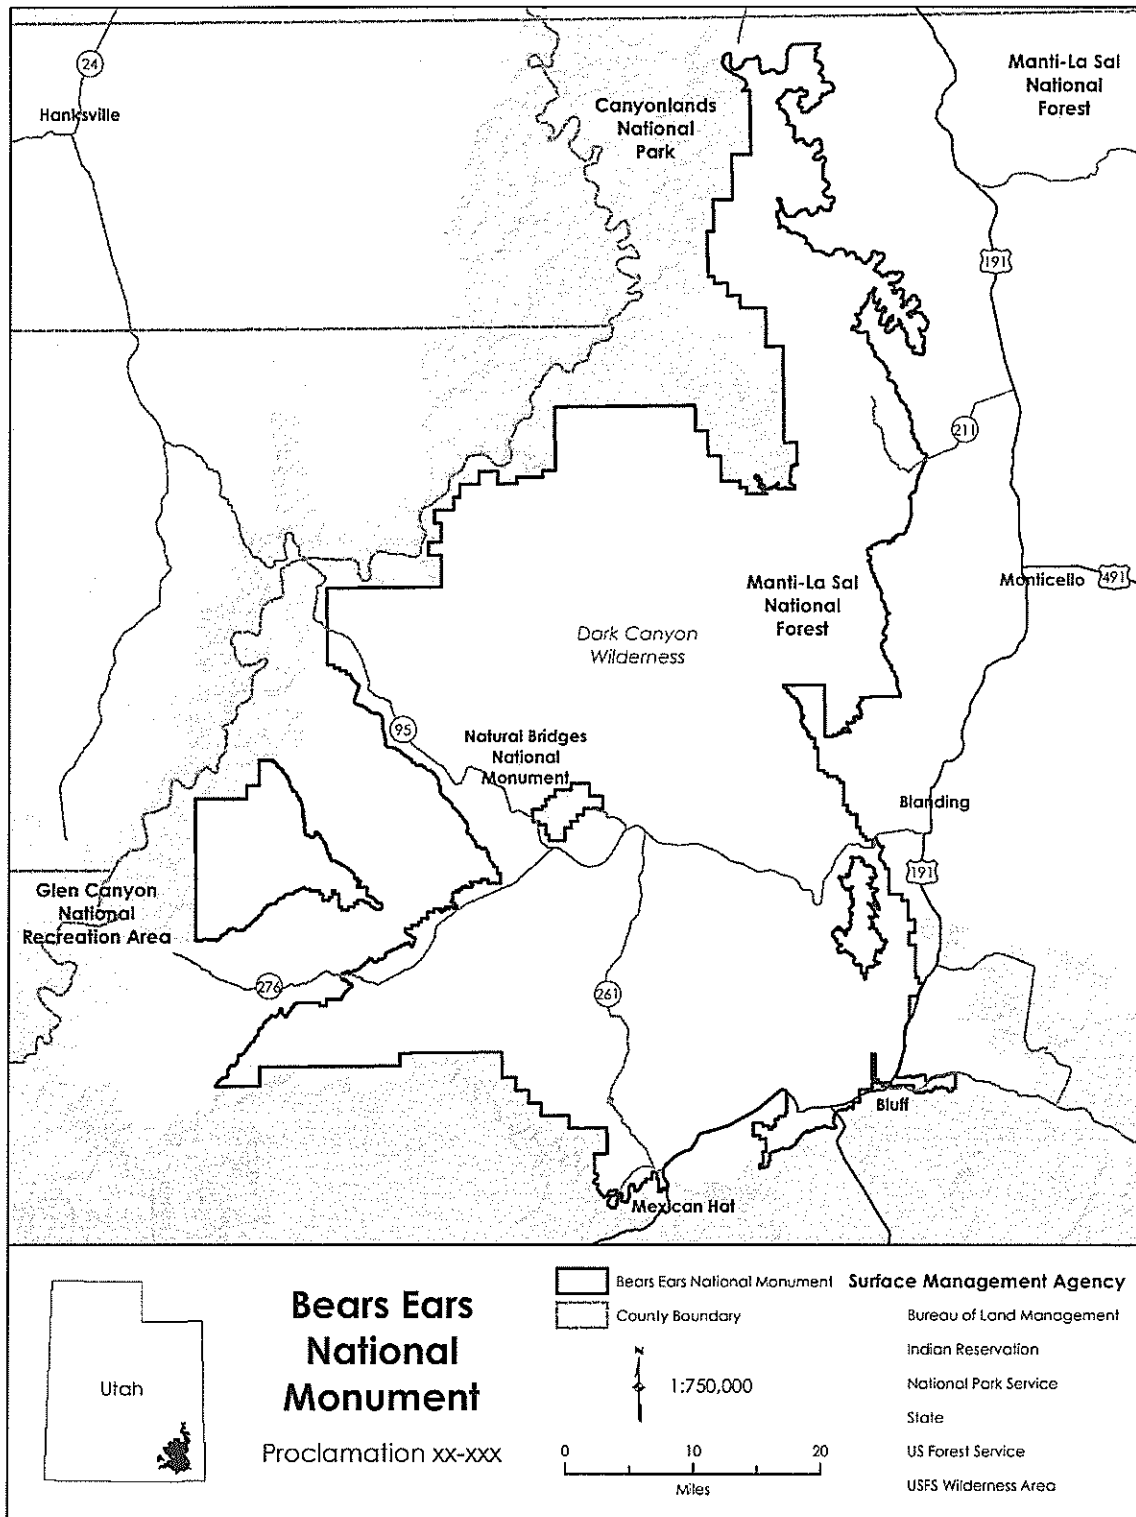 24
Hanksville
Canyonlands
National
Park
Manti-La Sal
National
Forest
191
211
Monticello
491
Manti-La Sal
National
Forest
Dark Canyon
Wilderness
95
Natural Bridges
National
Monument
Blanding
191
Glen Canyon
National
Recreation Area
276
261
Bluff
Mexican Hat
Utah
Bears Ears
National
Monument
Proclamation xx-xxx
Bears Ears National Monument
County Boundary
N
1:750,000
0 10 20
Miles
Surface Management Agency
Bureau of Land Management
Indian Reservation
National Park Service
State
US Forest Service
USFS Wilderness Area